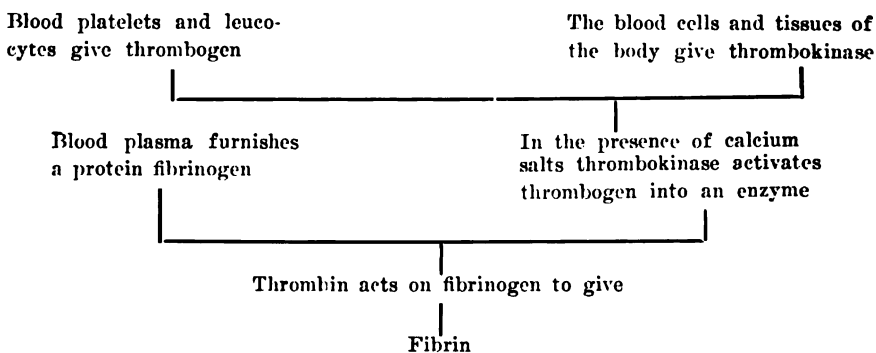 Blood platelets and leuco-
cytes give thrombogen
The blood cells and tissues of
the body give thrombokinase
Blood plasma furnishes
a protein fibrinogen
In the presence of calcium
salts thrombokinase activates
thrombogen into an enzyme
Thrombin acts on fibrinogen to give
Fibrin